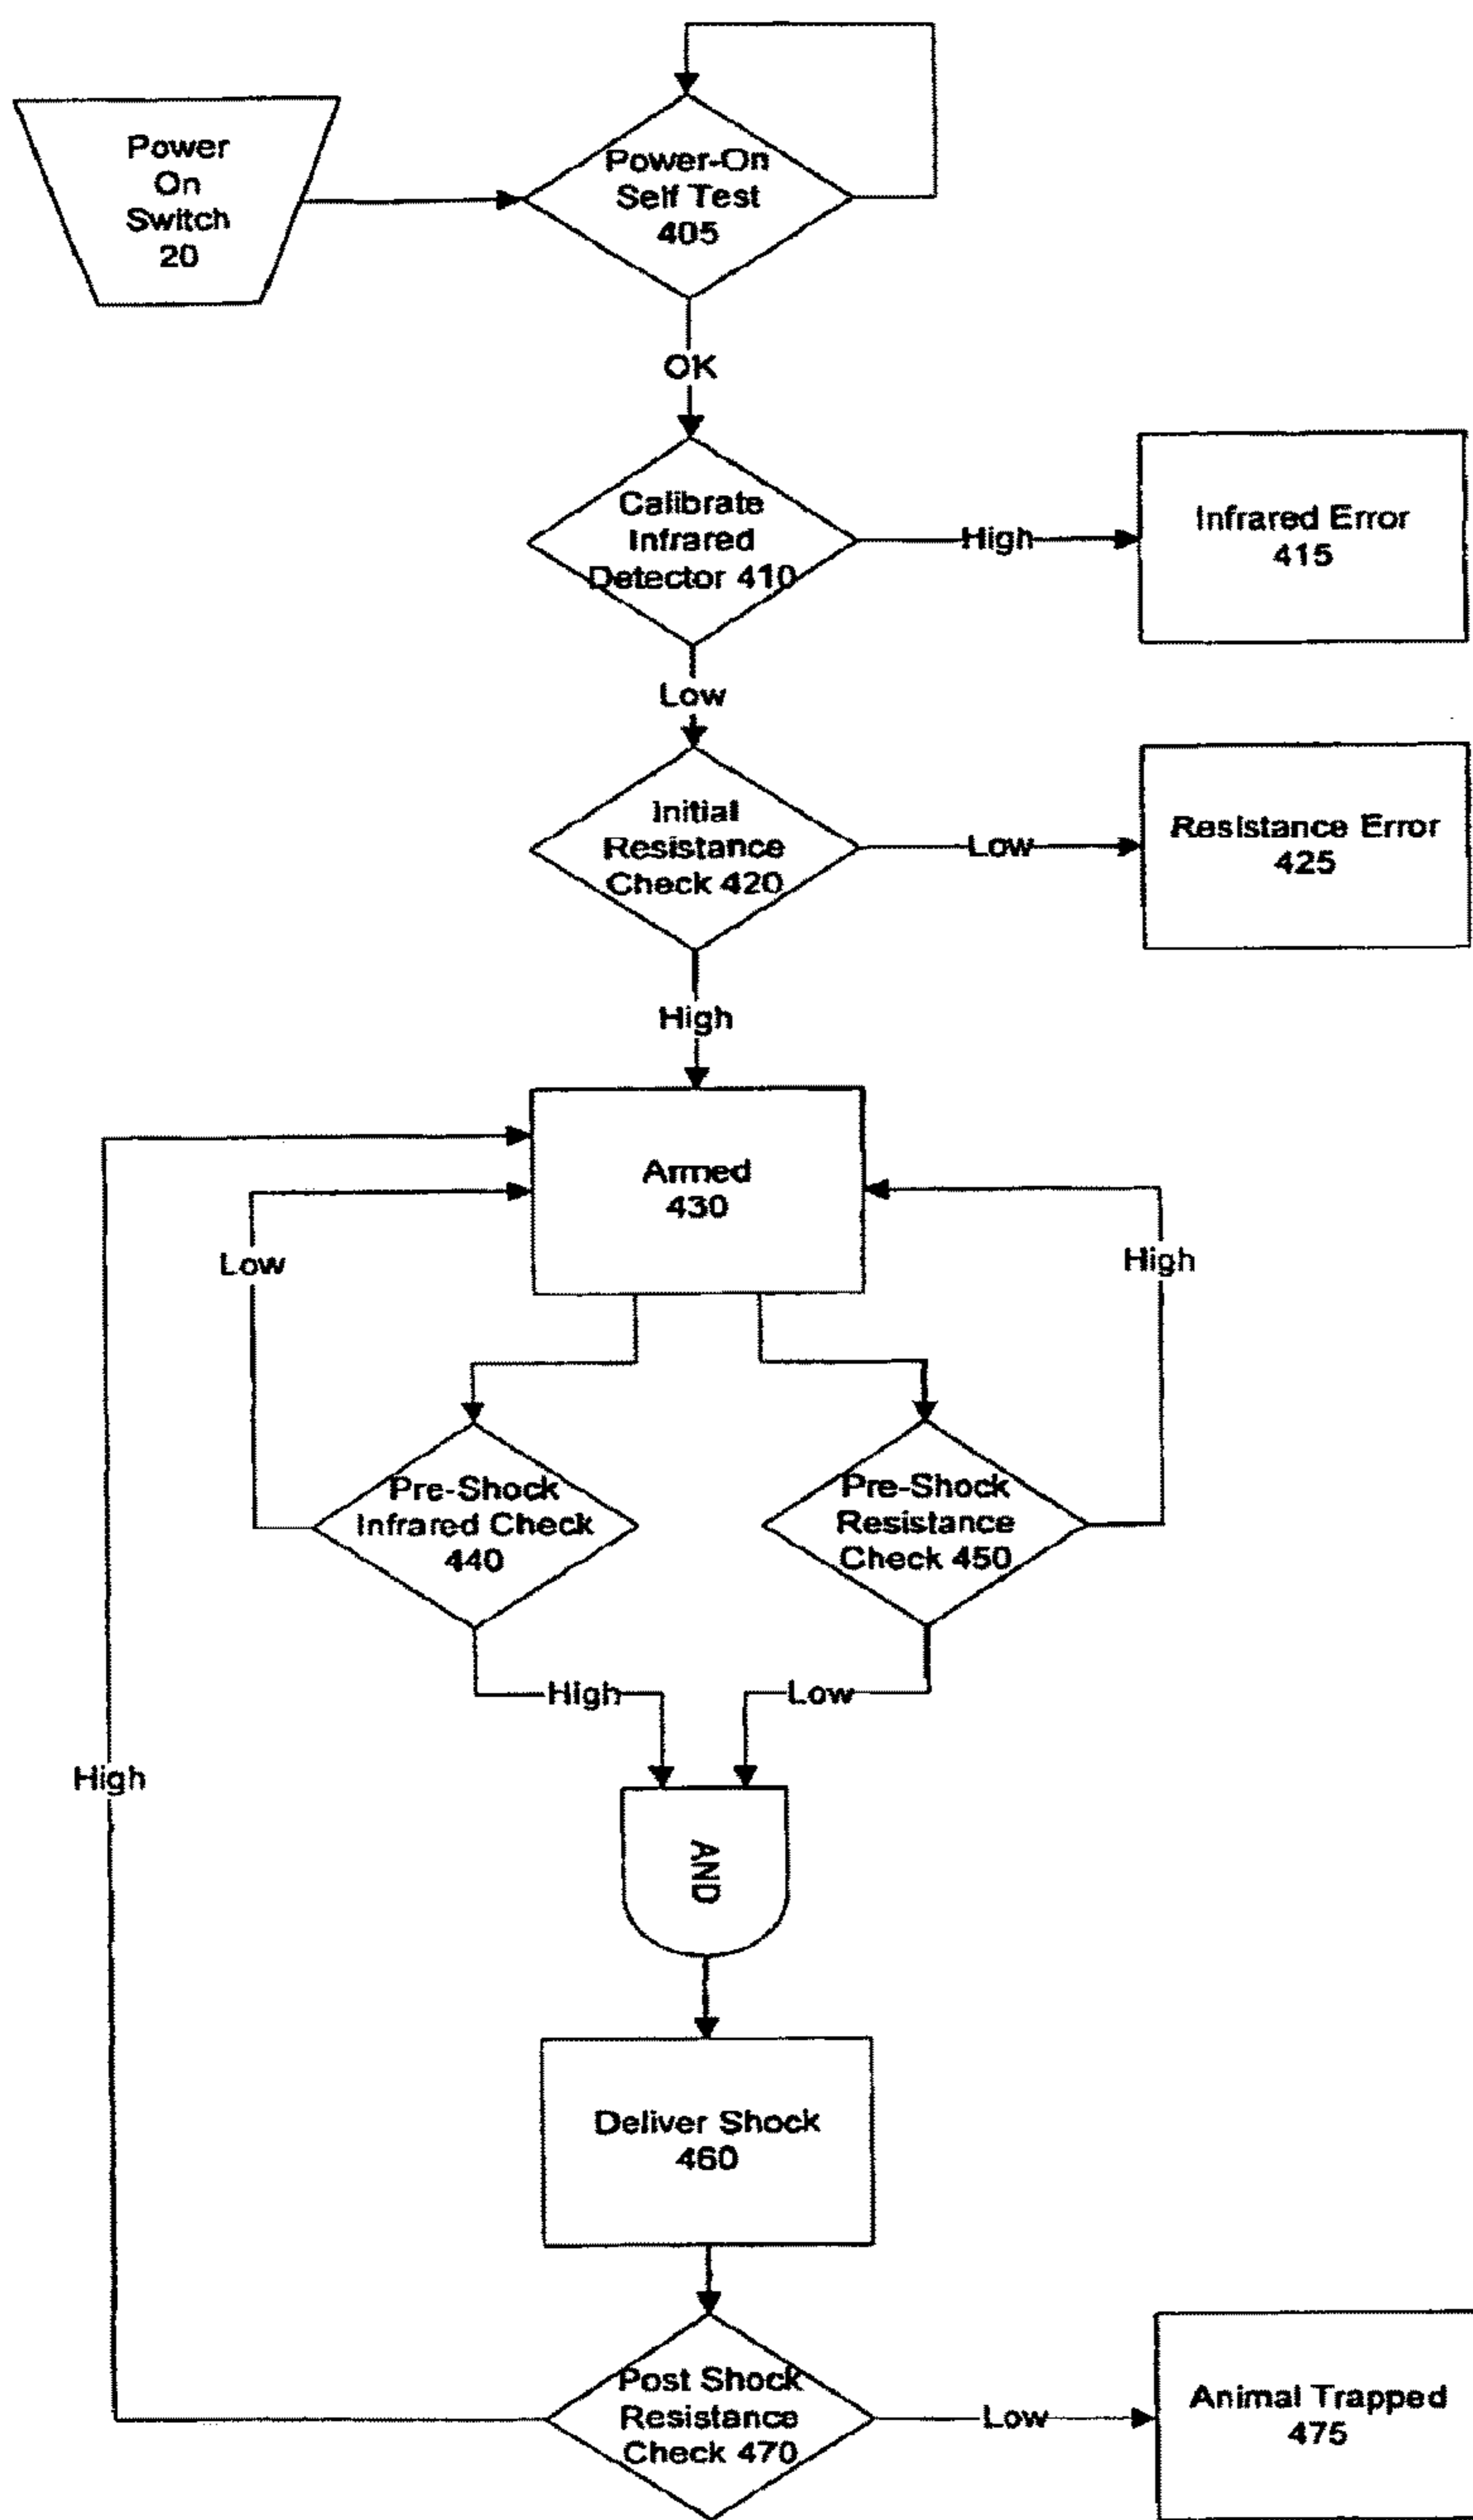 Power
On
Switch
20
Power-On
Self Test
405
OK
Calibrate
Infrared
Detector 410
High
Infrared Error
415
Low
Initial
Resistance
Check 420
Low
Resistance Error
425
High
Armed
430
Low
High
Pre-Shock
Infrared Check
440
Pre-Shock
Resistance
Check 450
High
Low
High
AND
Deliver Shock
460
Post Shock
Resistance
Check 470
Low
Animal Trapped
475